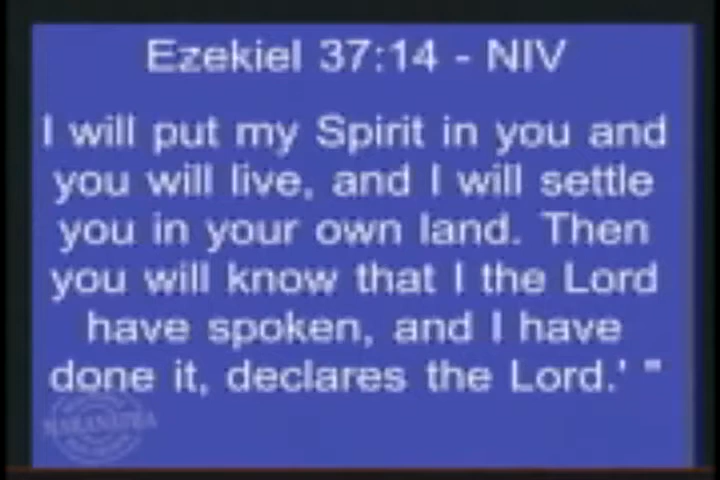 Ezekiel 37:14 - NIV
I will put my Spirit in you and
you will live, and I will settle
you in your own land. Then
you will know that I the Lord
have spoken, and I have
done it, declares the Lord.' "